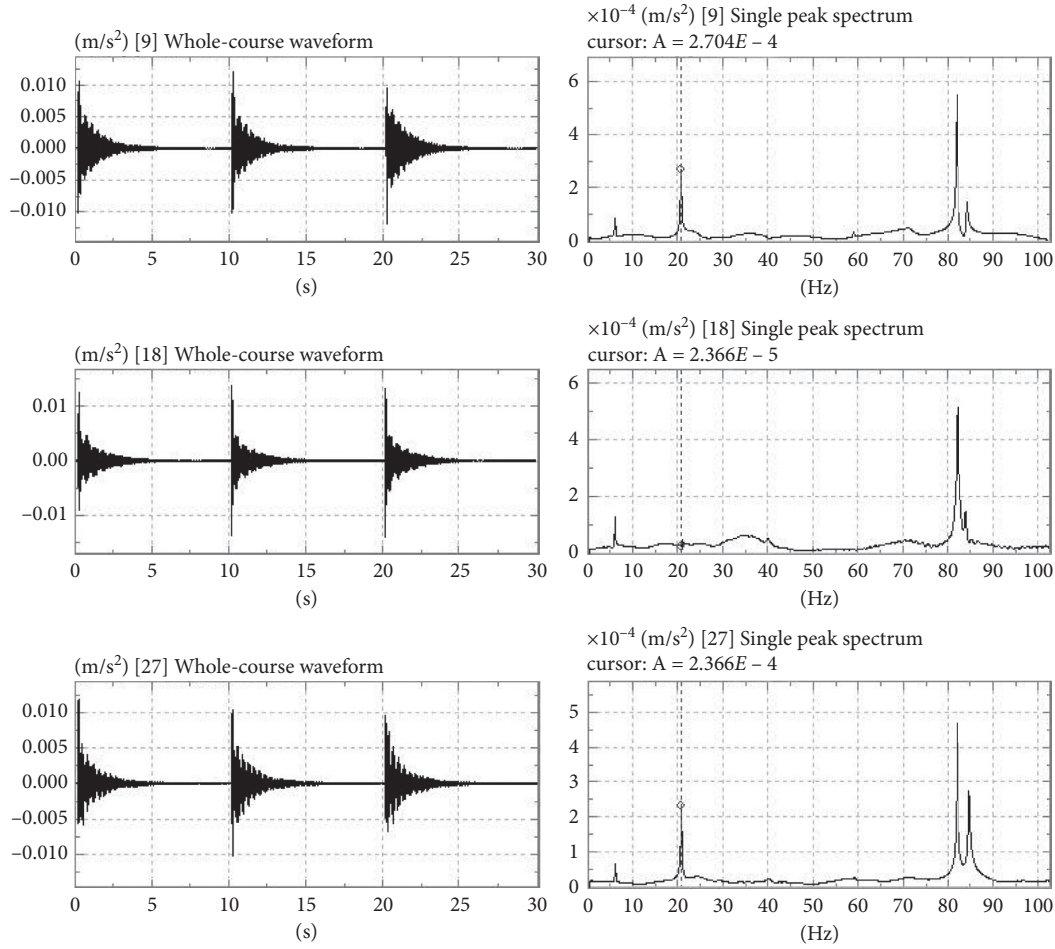 (m/s²) [9] Whole-course waveform
0.010
0.005
0.000
−0.005
−0.010
0 5 10 15 20 25 30
(s)
×10⁻⁴ (m/s²) [9] Single peak spectrum
cursor: A = 2.704E – 4
6
4
2
0
0 10 20 30 40 50 60 70 80 90 100
(Hz)
(m/s²) [18] Whole-course waveform
0.01
0.00
−0.01
0 5 10 15 20 25 30
(s)
×10⁻⁴ (m/s²) [18] Single peak spectrum
cursor: A = 2.366E – 5
6
4
2
0
0 10 20 30 40 50 60 70 80 90 100
(Hz)
(m/s²) [27] Whole-course waveform
0.010
0.005
0.000
−0.005
−0.010
0 5 10 15 20 25 30
(s)
×10⁻⁴ (m/s²) [27] Single peak spectrum
cursor: A = 2.366E – 4
5
4
3
2
1
0
0 10 20 30 40 50 60 70 80 90 100
(Hz)